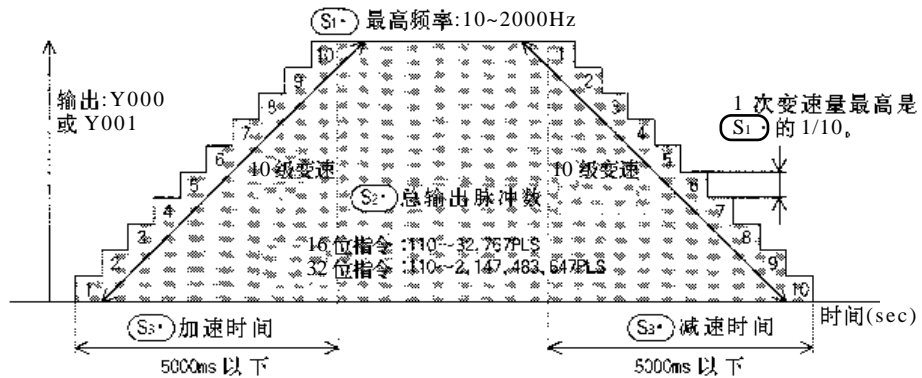 S1· 最高频率:10~2000Hz
输出:Y000
或 Y001
1 2 3 4 5 6 7 8 9 10
1 2 3 4 5 6 7 8 9 10
10 级变速
10 级变速
1 次变速量最高是
S1· 的 1/10。
S2· 总输出脉冲数
16 位指令:110~32,767PLS
32 位指令:110~2,147,483,647PLS
时间(sec)
S3· 加速时间
S3· 减速时间
5000ms 以下
5000ms 以下